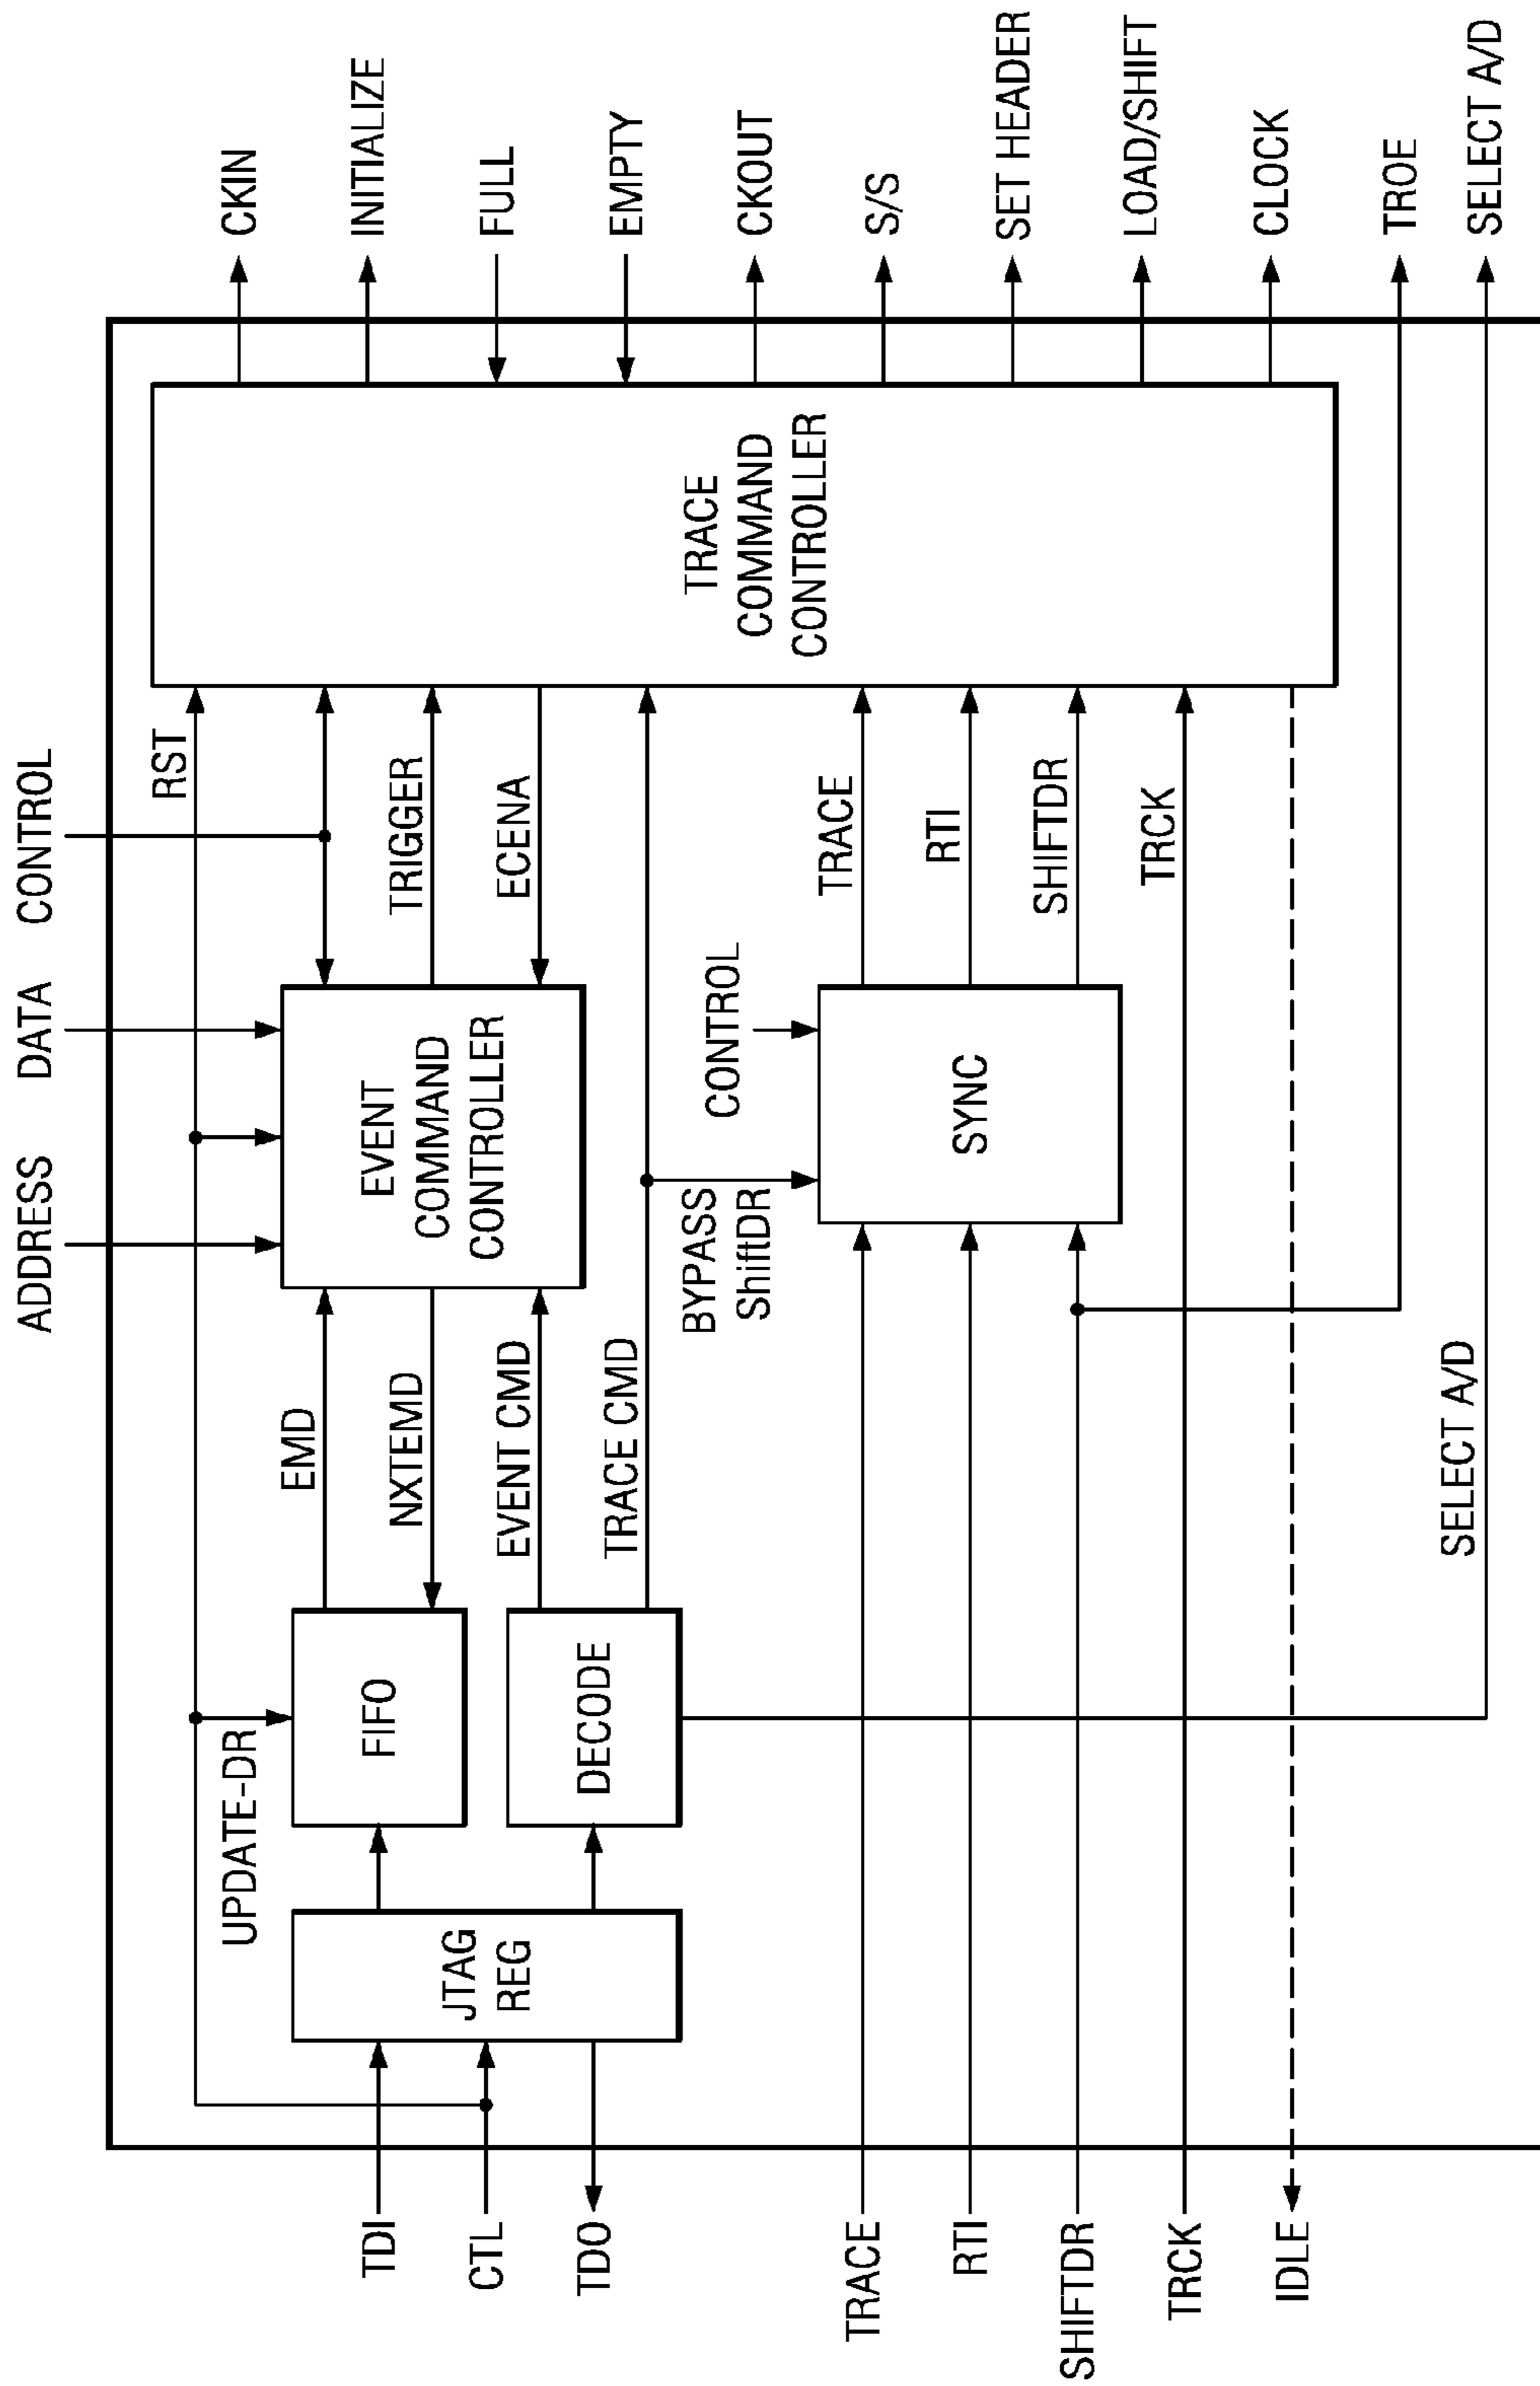 ADDRESS
DATA
CONTROL
RST
UPDATE-DR
TDI
CTL
TDO
JTAG
REG
FIFO
DECODE
EMD
NXTEMD
EVENT CMD
TRACE CMD
EVENT
COMMAND
CONTROLLER
TRIGGER
ECENA
TRACE
COMMAND
CONTROLLER
CKIN
INITIALIZE
FULL
EMPTY
CKOUT
S/S
SET HEADER
LOAD/SHIFT
CLOCK
TROE
SELECT A/D
BYPASS
ShiftDR
CONTROL
SYNC
TRACE
RTI
SHIFTDR
TRCK
TRACE
RTI
SHIFTDR
TRCK
IDLE
SELECT A/D